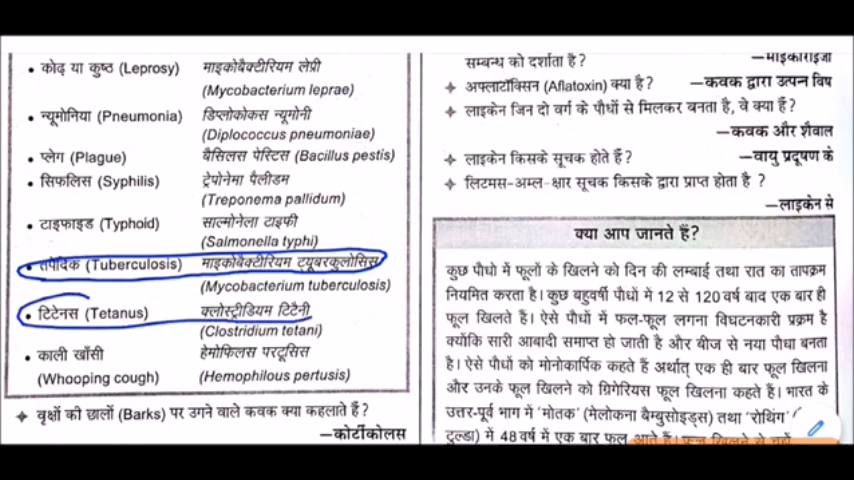 • कोढ़ या कुष्ठ (Leprosy) माइकोबैक्टीरियम लेप्री
(Mycobacterium leprae)
• न्यूमोनिया (Pneumonia) डिप्लोकोकस न्यूमोनी
(Diplococcus pneumoniae)
• प्लेग (Plague) बैसिलस पेस्टिस (Bacillus pestis)
• सिफलिस (Syphilis) ट्रेपोनेमा पैलीडम
(Treponema pallidum)
• टाइफाइड (Typhoid) साल्मोनेला टाइफी
(Salmonella typhi)
• तपेदिक (Tuberculosis) माइकोबैक्टीरियम ट्यूबरकुलोसिस
(Mycobacterium tuberculosis)
• टिटेनस (Tetanus) क्लोस्ट्रीडियम टिटैनी
(Clostridium tetani)
• काली खाँसी हेमोफिलस परटूसिस
(Whooping cough) (Hemophilus pertusis)
वृक्षों की छालों (Barks) पर उगने वाले कवक क्या कहलाते हैं?
—कोर्टीकोलस
सम्बन्ध को दर्शाता है? —माइकोराइजा
अफ्लाटॉक्सिन (Aflatoxin) क्या है? —कवक द्वारा उत्पन्न विष
लाइकेन जिन दो वर्ग के पौधों से मिलकर बनता है, वे क्या हैं?
—कवक और शैवाल
लाइकेन किसके सूचक होते हैं? —वायु प्रदूषण के
लिटमस-अम्ल-क्षार सूचक किसके द्वारा प्राप्त होता है ?
—लाइकेन से
क्या आप जानते हैं?
कुछ पौधो में फूलों के खिलने को दिन की लम्बाई तथा रात का तापक्रम
नियमित करता है। कुछ बहुवर्षी पौधों में 12 से 120 वर्ष बाद एक बार ही
फूल खिलते हैं। ऐसे पौधों में फल-फूल लगना विघटनकारी प्रक्रम है
क्योंकि सारी आबादी समाप्त हो जाती है और बीज से नया पौधा बनता
है। ऐसे पौधों को मोनोकार्पिक कहते हैं अर्थात् एक ही बार फूल खिलना
और उनके फूल खिलने को ग्रिगेरियस फूल खिलना कहते हैं। भारत के
उत्तर-पूर्व भाग में 'मोतक' (मेलोकना बैम्बुसोइड्स) तथा 'रोथिंग' (
टुल्डा) में 48 वर्ष में एक बार फूल आते हैं। फूल खिलने से चूहों